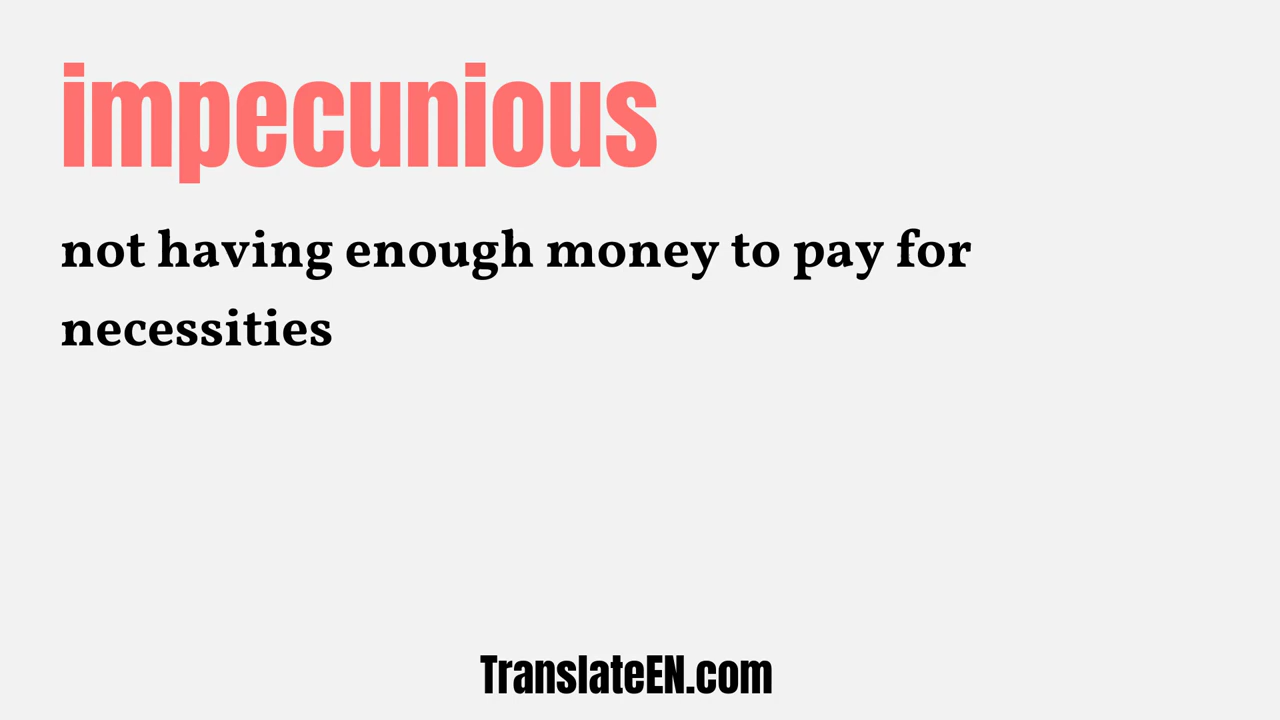 impecunious
not having enough money to pay for
necessities
TranslateEN.com